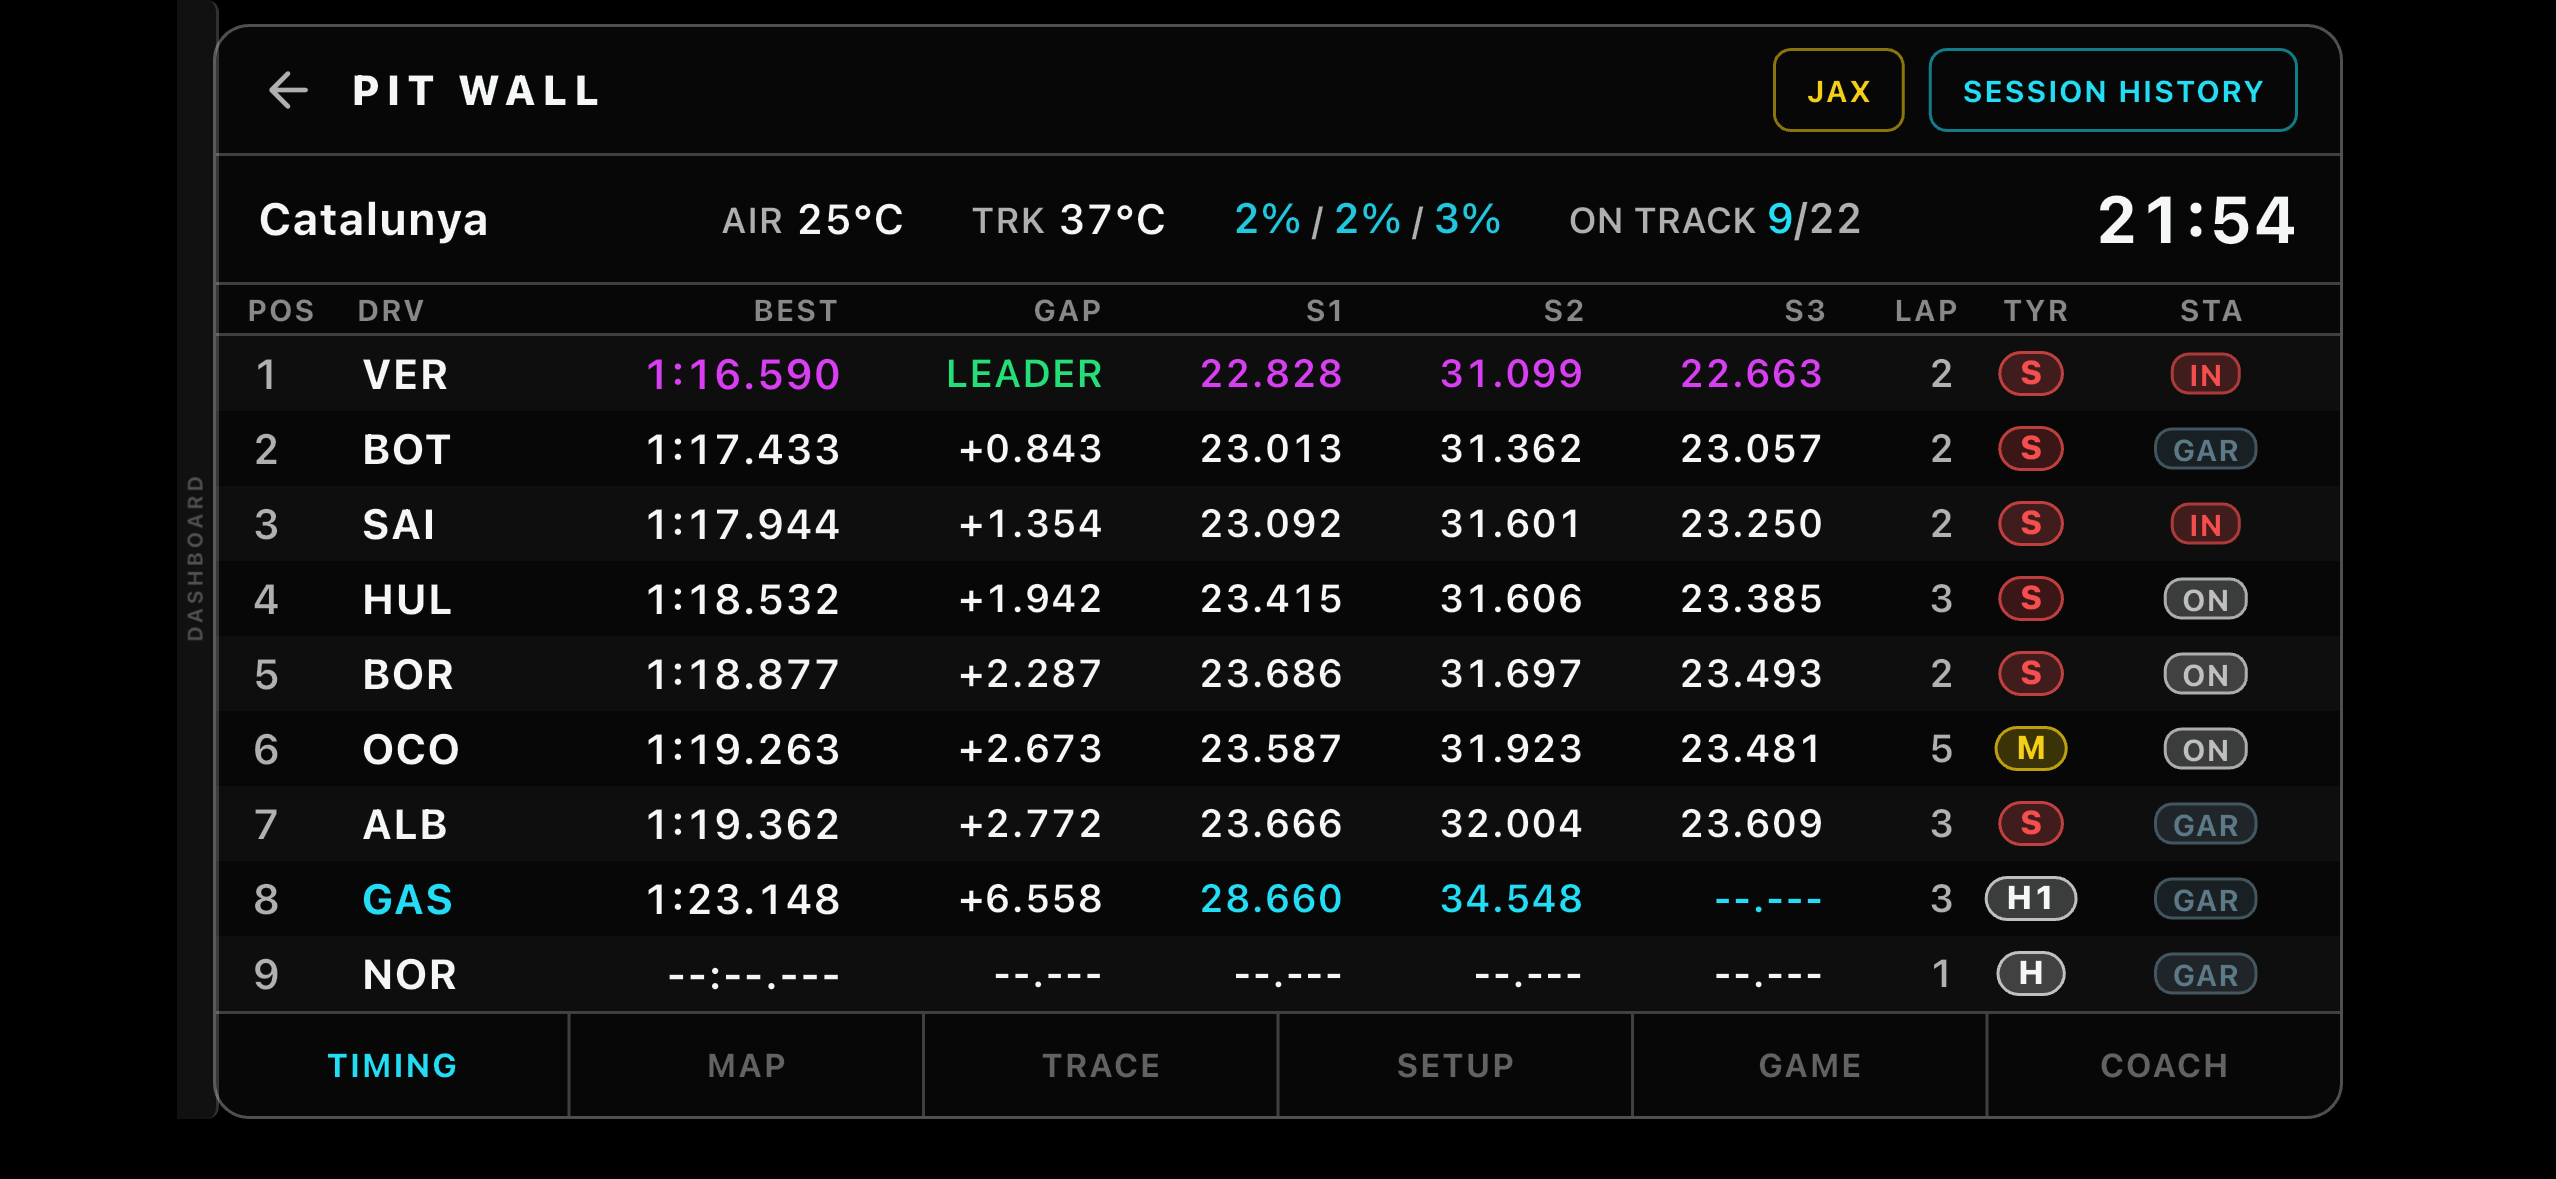 PIT WALL JAX SESSION HISTORY
Catalunya AIR 25°C TRK 37°C 2% / 2% / 3% ON TRACK 9/22 21:54
POS DRV BEST GAP S1 S2 S3 LAP TYR STA
1 VER 1:16.590 LEADER 22.828 31.099 22.663 2 S IN
2 BOT 1:17.433 +0.843 23.013 31.362 23.057 2 S GAR
3 SAI 1:17.944 +1.354 23.092 31.601 23.250 2 S IN
4 HUL 1:18.532 +1.942 23.415 31.606 23.385 3 S ON
5 BOR 1:18.877 +2.287 23.686 31.697 23.493 2 S ON
6 OCO 1:19.263 +2.673 23.587 31.923 23.481 5 M ON
7 ALB 1:19.362 +2.772 23.666 32.004 23.609 3 S GAR
8 GAS 1:23.148 +6.558 28.660 34.548 --.--- 3 H1 GAR
9 NOR --:--.--- --.--- --.--- --.--- --.--- 1 H GAR
TIMING MAP TRACE SETUP GAME COACH
DASHBOARD